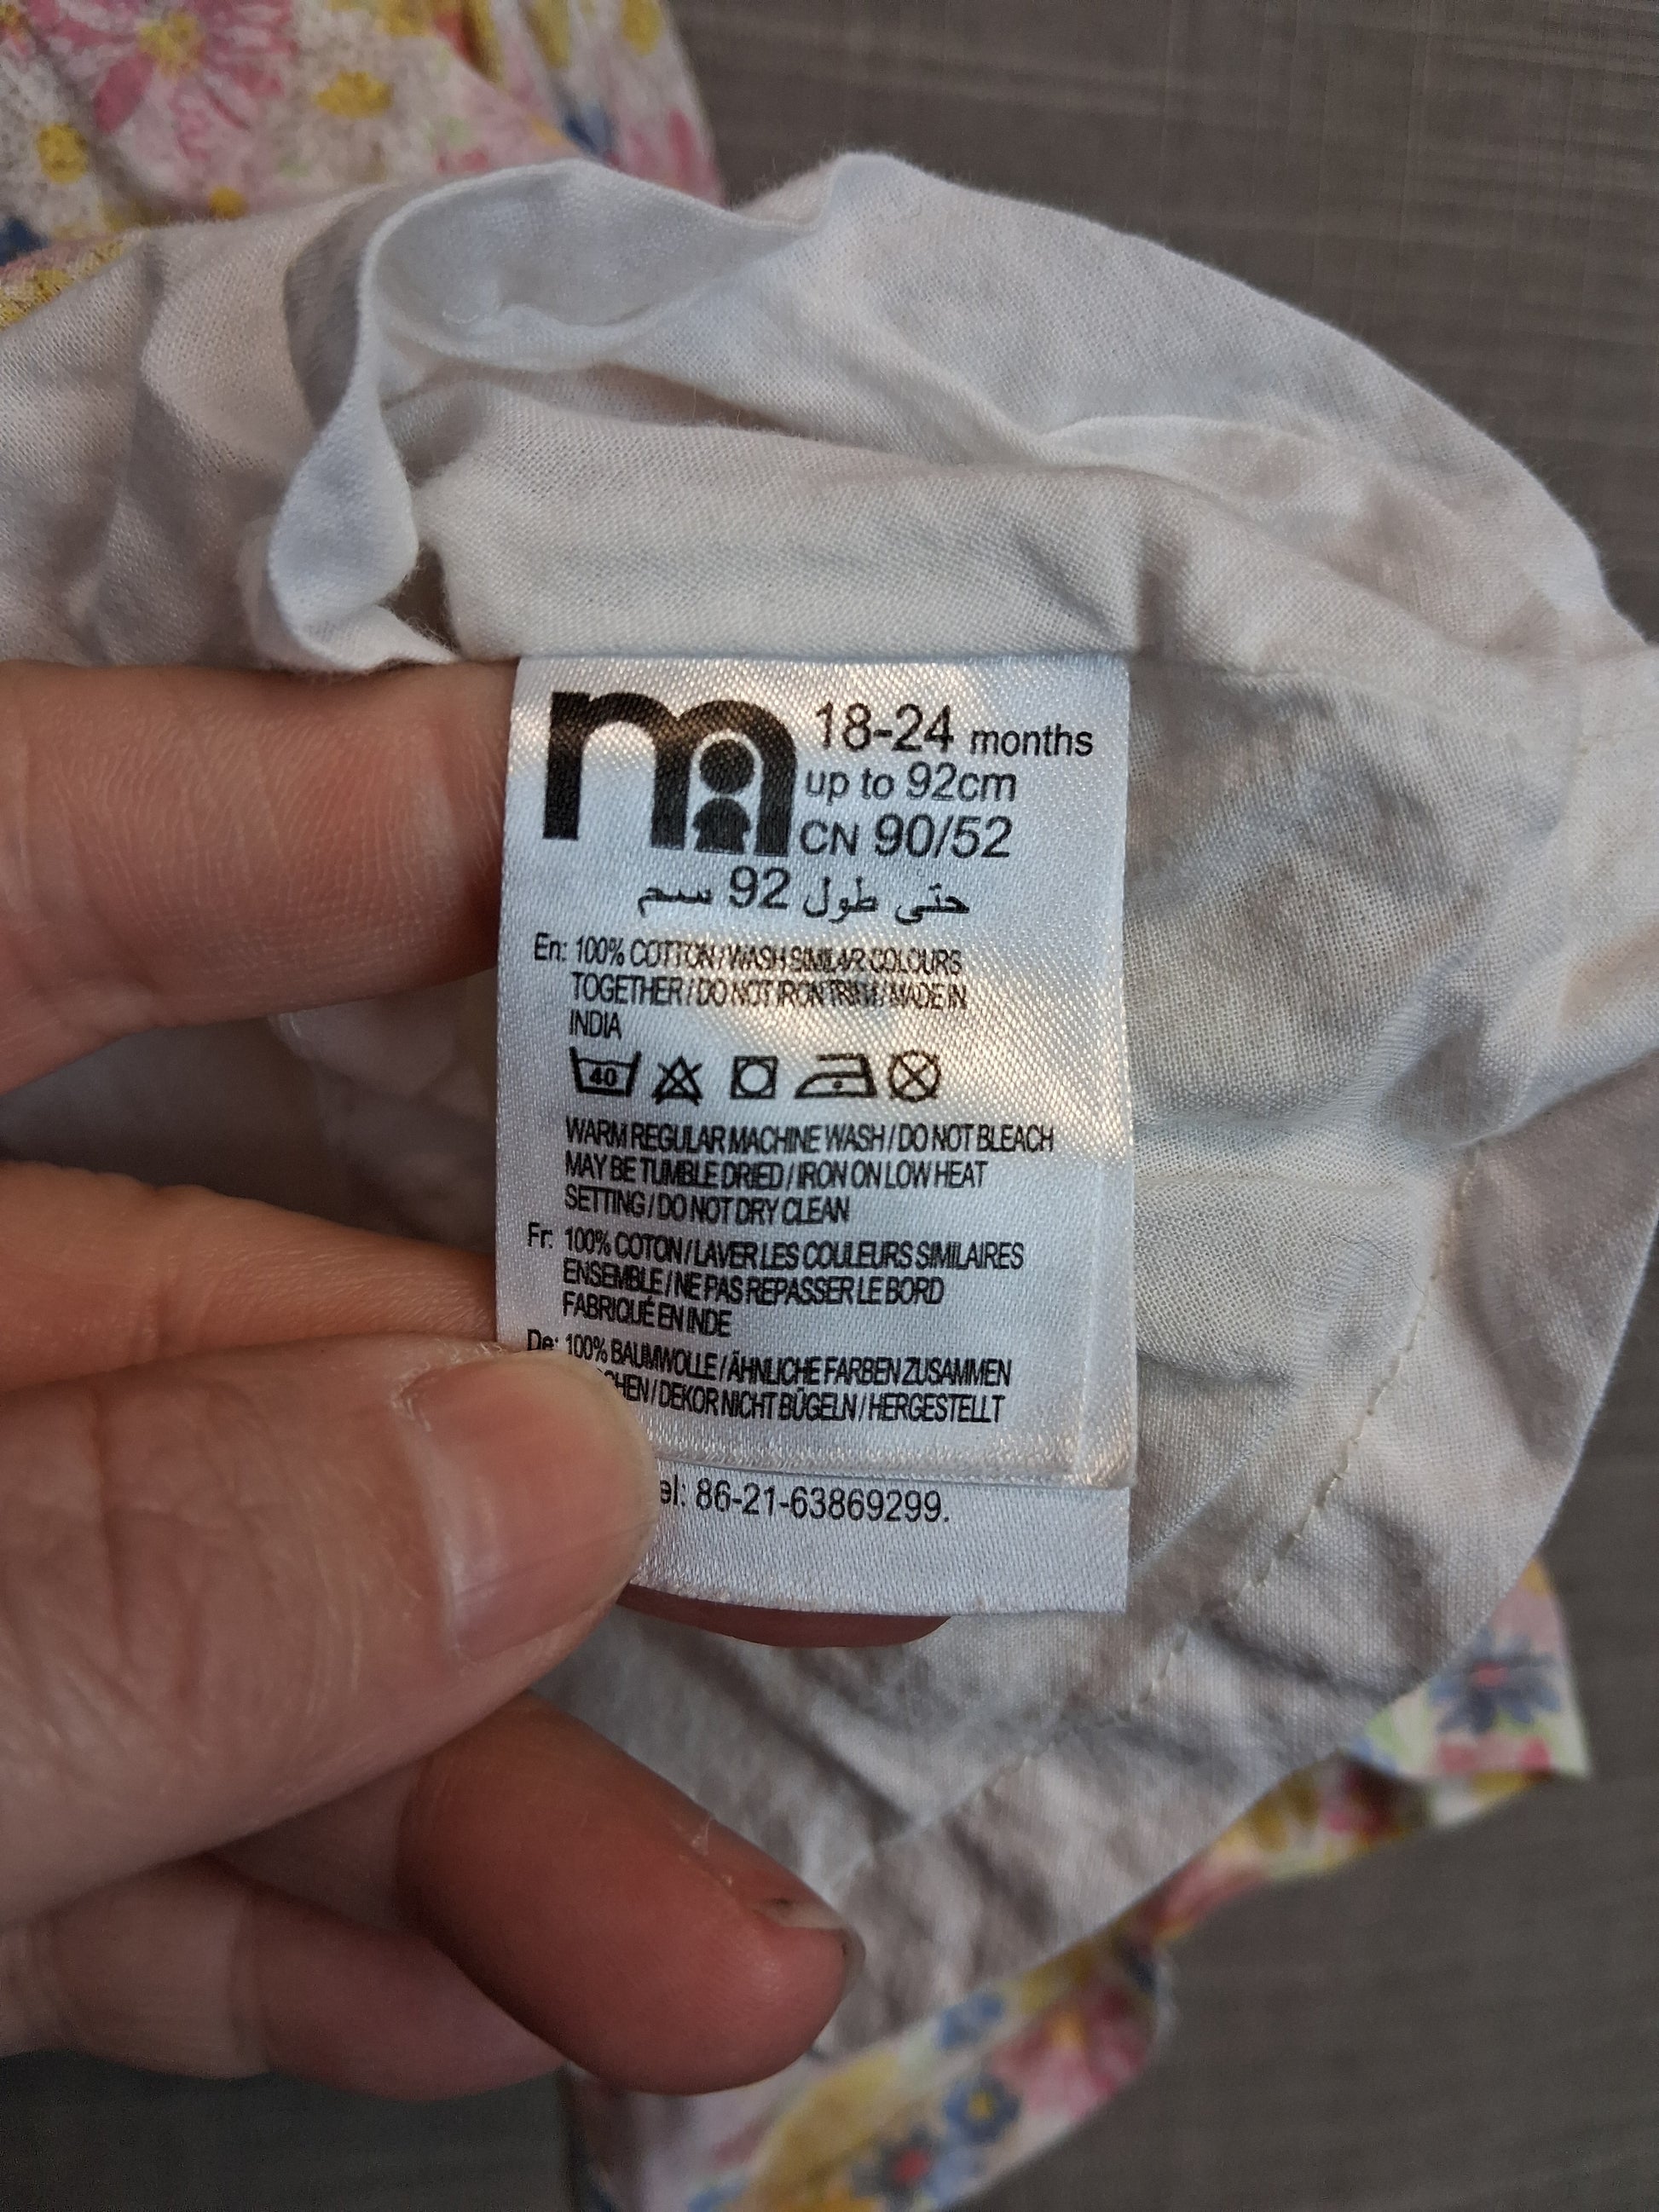 m 18-24 months
up to 92cm
CN 90/52
حتى طول 92 سم
En: 100% COTTON / WASH SIMILAR COLOURS
TOGETHER / DO NOT IRON TRIM / MADE IN
INDIA
40
WARM REGULAR MACHINE WASH / DO NOT BLEACH
MAY BE TUMBLE DRIED / IRON ON LOW HEAT
SETTING / DO NOT DRY CLEAN
Fr: 100% COTON / LAVER LES COULEURS SIMILAIRES
ENSEMBLE / NE PAS REPASSER LE BORD
FABRIQUÉ EN INDE
De: 100% BAUMWOLLE / ÄHNLICHE FARBEN ZUSAMMEN
CHEN / DEKOR NICHT BÜGELN / HERGESTELLT
el: 86-21-63869299.